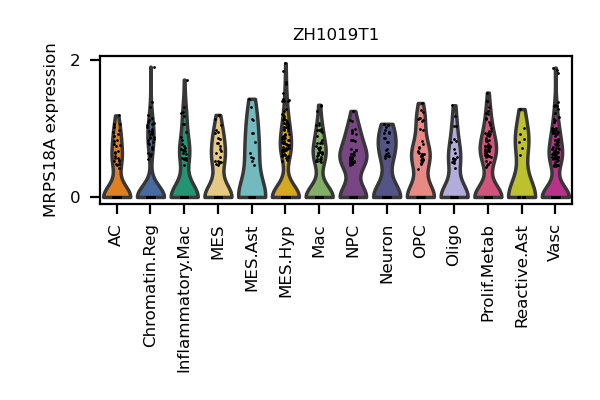 ZH1019T1
MRPS18A expression
2
0
AC
Chromatin.Reg
Inflammatory.Mac
MES
MES.Ast
MES.Hyp
Mac
NPC
Neuron
OPC
Oligo
Prolif.Metab
Reactive.Ast
Vasc